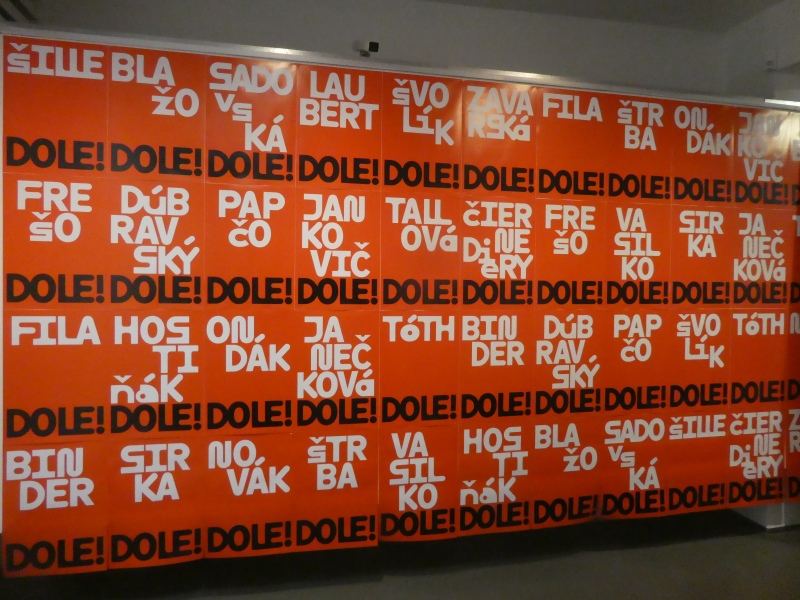 ŠILLE BLA SADO LAU ŠVO ZAVA FILA ŠTR ON JAN
ŽO VS BERT LÍK RSKÁ BA DÁK KO
KÁ VIČ
DOLE! DOLE! DOLE! DOLE! DOLE! DOLE! DOLE! DOLE! DOLE! DOLE!
FRE DÚB PAP JAN TALL ČIER FRE VA SIR JA
ŠO RAV ČO KO OVÁ NE ŠO SIL KA NEČ
SKÝ VIČ DIERY KO KOVÁ
DOLE! DOLE! DOLE! DOLE! DOLE! DOLE! DOLE! DOLE! DOLE! DOLE!
FILA HOS ON JA TÓTH BIN DÚB PAP ŠVO TÓTH
TI DÁK NEČ DER RAV ČO LÍK
ŇÁK KOVÁ SKÝ
DOLE! DOLE! DOLE! DOLE! DOLE! DOLE! DOLE! DOLE! DOLE! DOLE!
BIN SIR NO ŠTR VA HOS BLA SADO ŠILLE ČIER
DER KA VÁK BA SIL TI ŽO VS NE
KO ŇÁK KÁ DIERY
DOLE! DOLE! DOLE! DOLE! DOLE! DOLE! DOLE! DOLE! DOLE! DOLE!